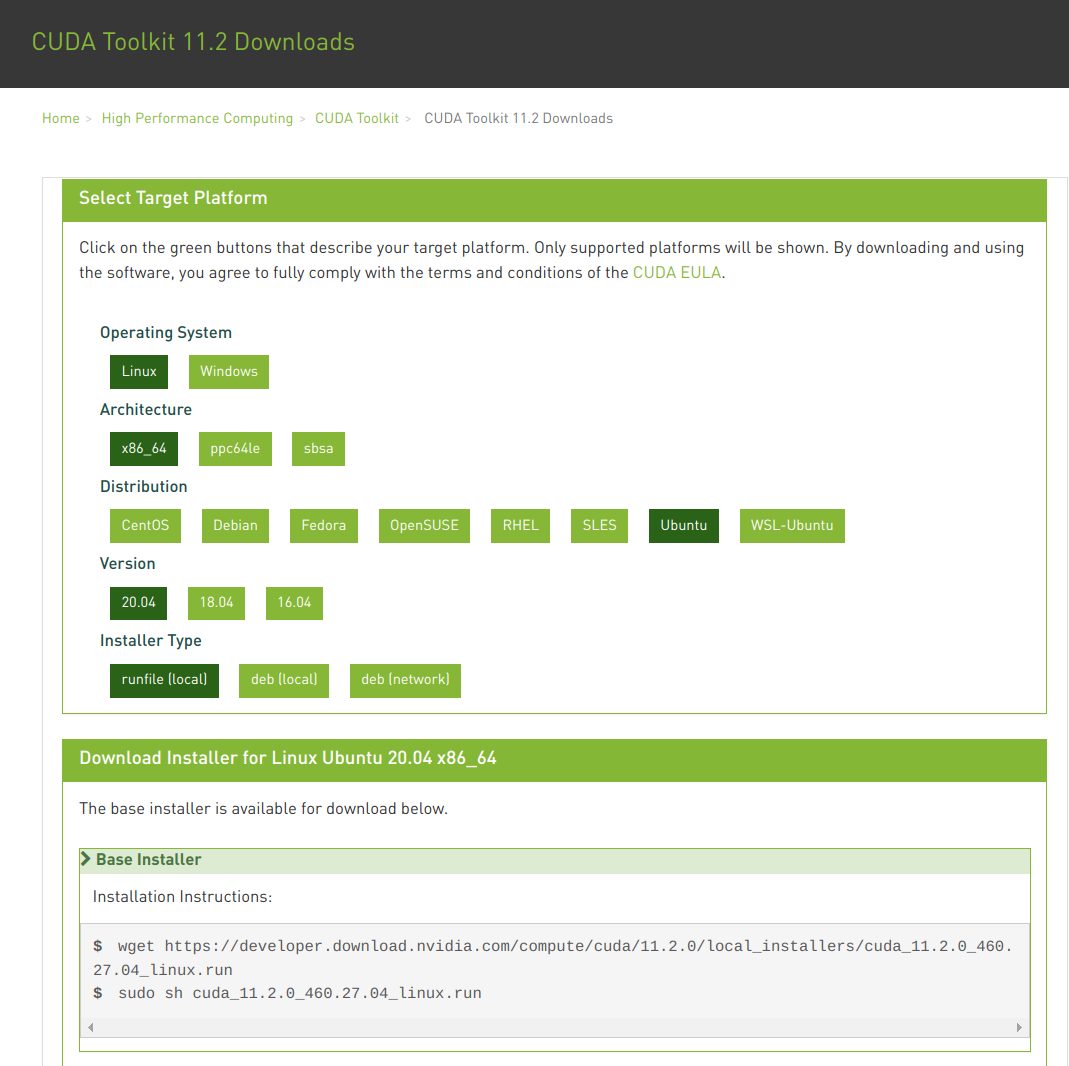 CUDA Toolkit 11.2 Downloads
Home > High Performance Computing > CUDA Toolkit > CUDA Toolkit 11.2 Downloads
Select Target Platform
Click on the green buttons that describe your target platform. Only supported platforms will be shown. By downloading and using
the software, you agree to fully comply with the terms and conditions of the CUDA EULA.
Operating System
Linux Windows
Architecture
x86_64 ppc64le sbsa
Distribution
CentOS Debian Fedora OpenSUSE RHEL SLES Ubuntu WSL-Ubuntu
Version
20.04 18.04 16.04
Installer Type
runfile (local) deb (local) deb (network)
Download Installer for Linux Ubuntu 20.04 x86_64
The base installer is available for download below.
Base Installer
Installation Instructions:
$ wget https://developer.download.nvidia.com/compute/cuda/11.2.0/local_installers/cuda_11.2.0_460.
27.04_linux.run
$ sudo sh cuda_11.2.0_460.27.04_linux.run